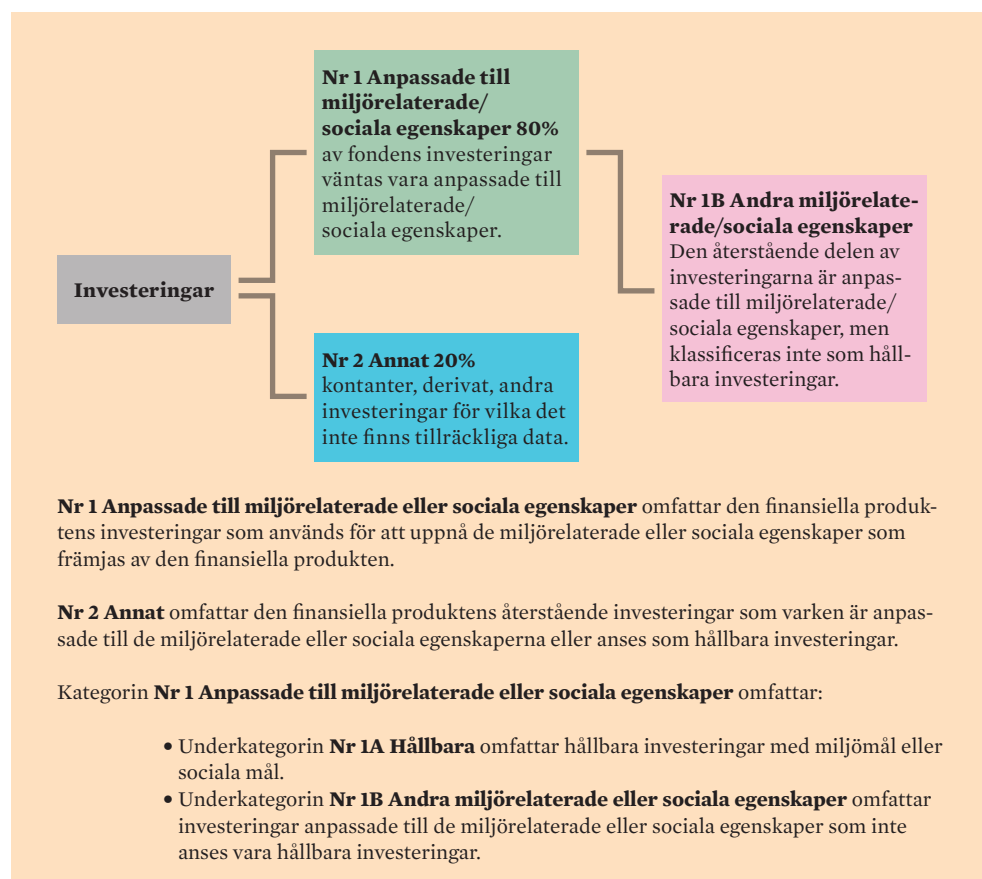 Nr 1 Anpassade till
miljörelaterade/
sociala egenskaper 80%
av fondens investeringar
väntas vara anpassade till
miljörelaterade/
sociala egenskaper.
Nr 1B Andra miljörelate-
rade/sociala egenskaper
Den återstående delen av
investeringarna är anpas-
sade till miljörelaterade/
sociala egenskaper, men
klassificeras inte som håll-
bara investeringar.
Investeringar
Nr 2 Annat 20%
kontanter, derivat, andra
investeringar för vilka det
inte finns tillräckliga data.
Nr 1 Anpassade till miljörelaterade eller sociala egenskaper omfattar den finansiella produk-
tens investeringar som används för att uppnå de miljörelaterade eller sociala egenskaper som
främjas av den finansiella produkten.
Nr 2 Annat omfattar den finansiella produktens återstående investeringar som varken är anpas-
sade till de miljörelaterade eller sociala egenskaperna eller anses som hållbara investeringar.
Kategorin Nr 1 Anpassade till miljörelaterade eller sociala egenskaper omfattar:
• Underkategorin Nr 1A Hållbara omfattar hållbara investeringar med miljömål eller
sociala mål.
• Underkategorin Nr 1B Andra miljörelaterade eller sociala egenskaper omfattar
investeringar anpassade till de miljörelaterade eller sociala egenskaper som inte
anses vara hållbara investeringar.